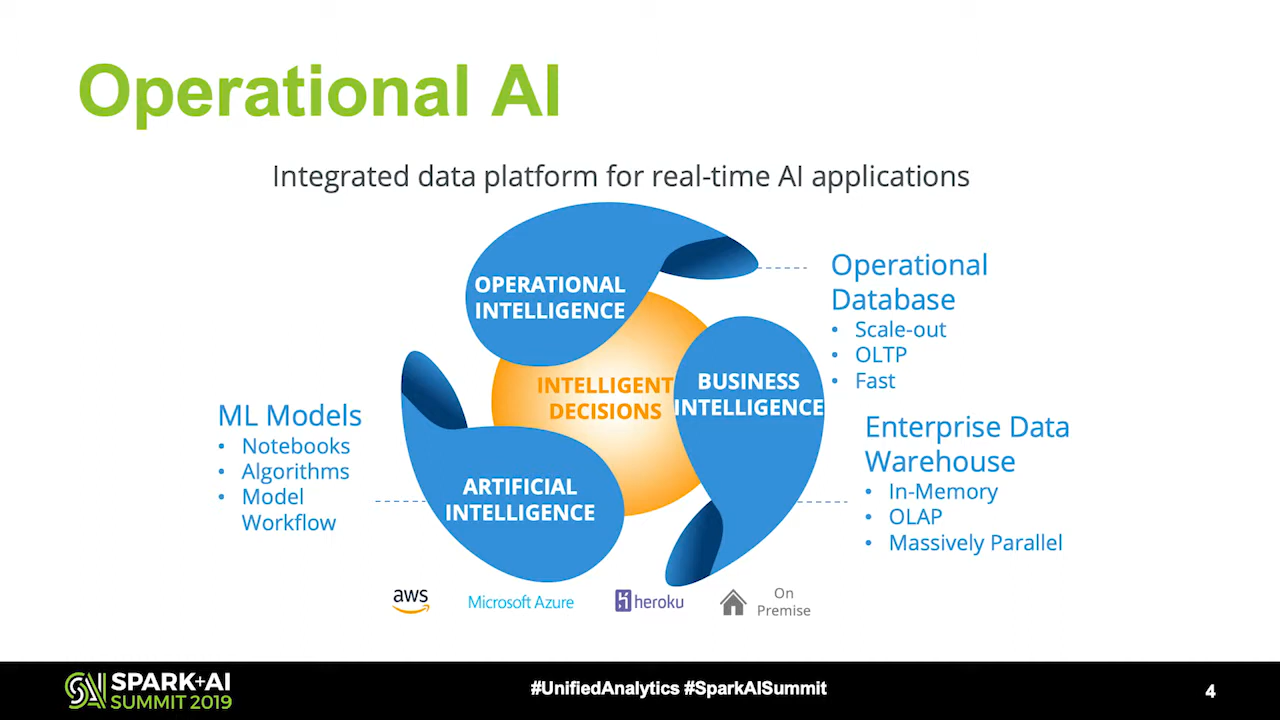 Operational AI
Integrated data platform for real-time AI applications
OPERATIONAL
INTELLIGENCE
Operational
Database
• Scale-out
• OLTP
• Fast
INTELLIGENT
DECISIONS
BUSINESS
INTELLIGENCE
ML Models
• Notebooks
• Algorithms
• Model
Workflow
Enterprise Data
Warehouse
• In-Memory
• OLAP
• Massively Parallel
ARTIFICIAL
INTELLIGENCE
aws
Microsoft Azure
heroku
On
Premise
SPARK+AI
SUMMIT 2019
#UnifiedAnalytics #SparkAISummit
4